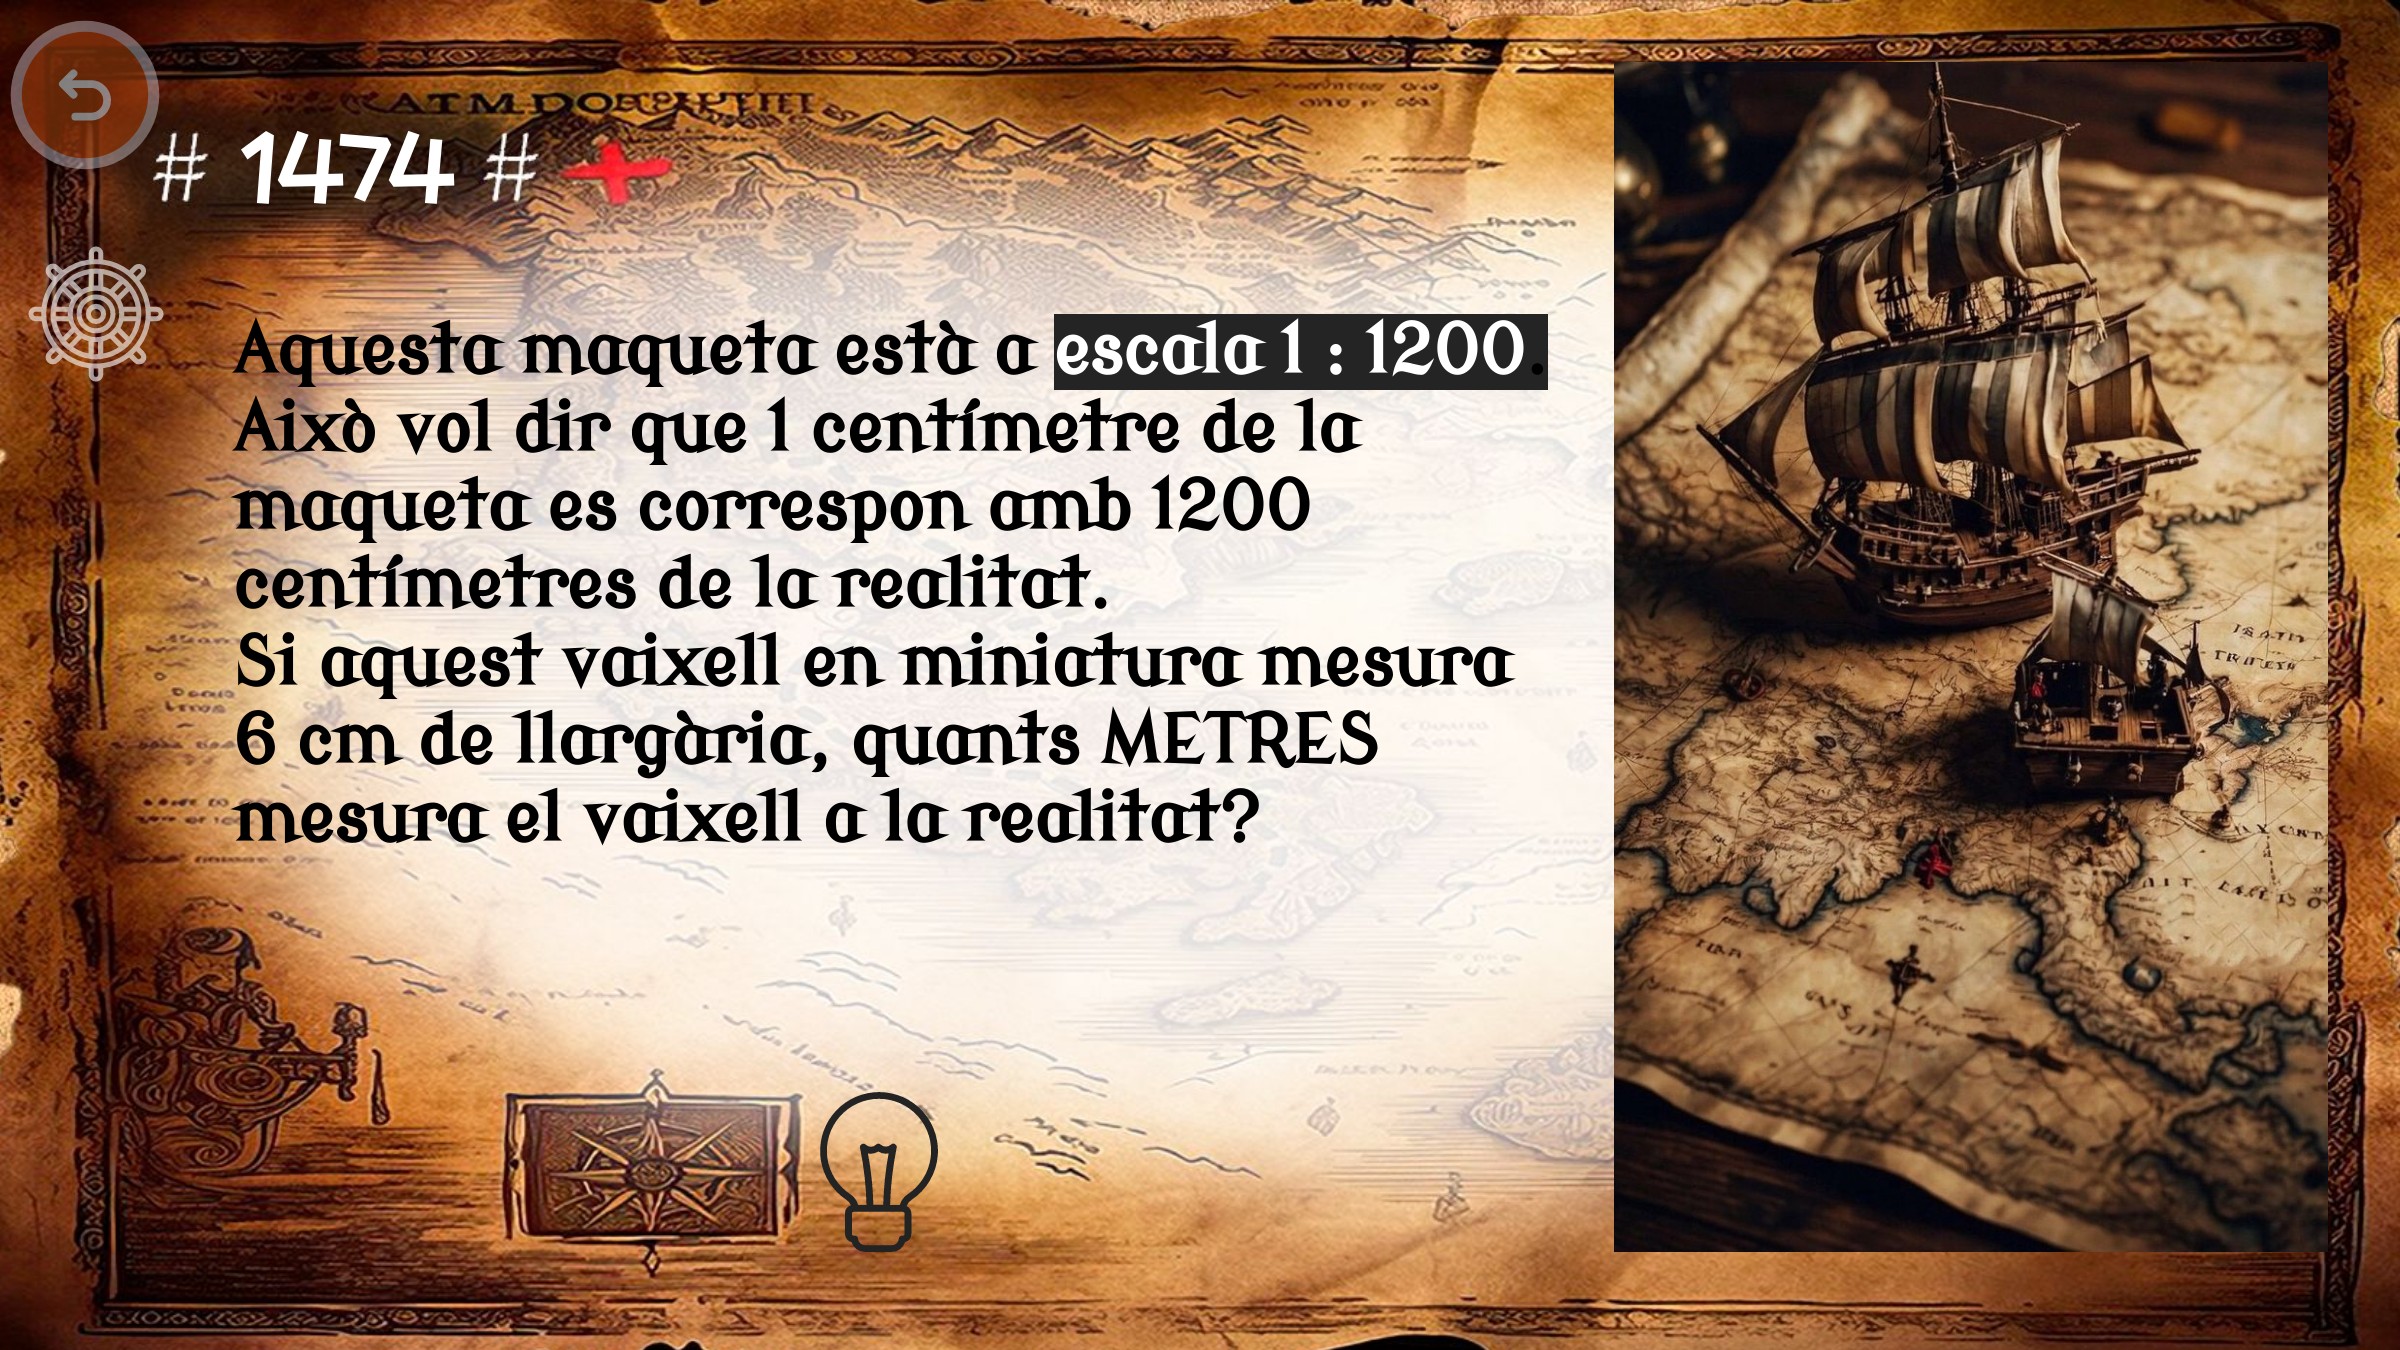 # 1474 #
Aquesta maqueta està a escala 1 : 1200.
Això vol dir que 1 centímetre de la
maqueta es correspon amb 1200
centímetres de la realitat.
Si aquest vaixell en miniatura mesura
6 cm de llargària, quants METRES
mesura el vaixell a la realitat?